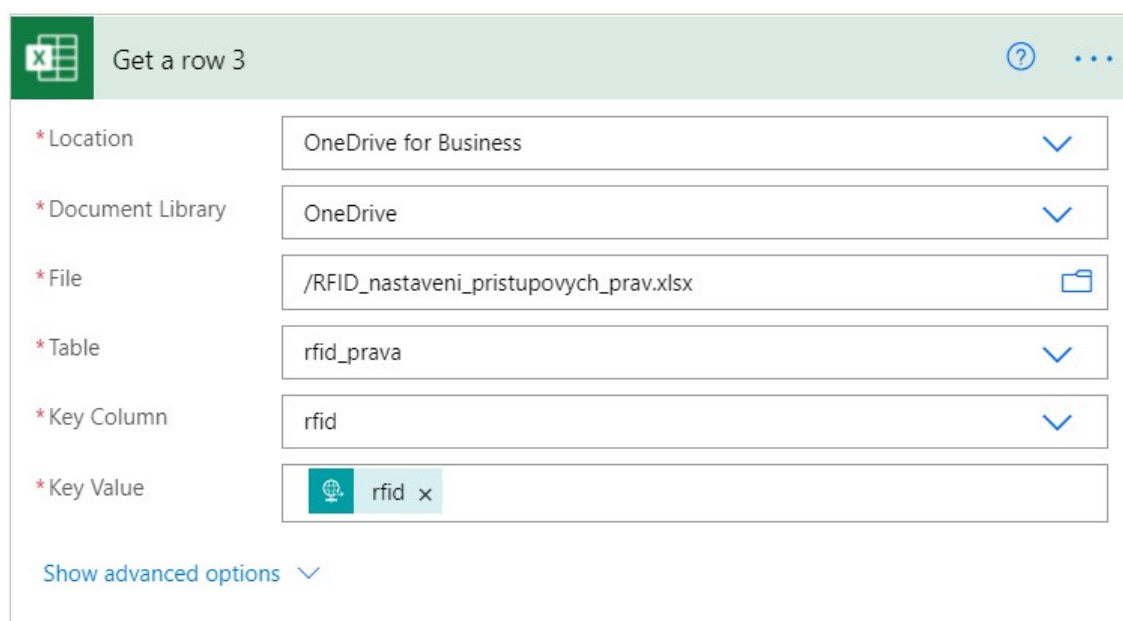 Get a row 3
*Location
OneDrive for Business
*Document Library
OneDrive
*File
/RFID_nastaveni_pristupovych_prav.xlsx
*Table
rfid_prava
*Key Column
rfid
*Key Value
rfid ×
Show advanced options